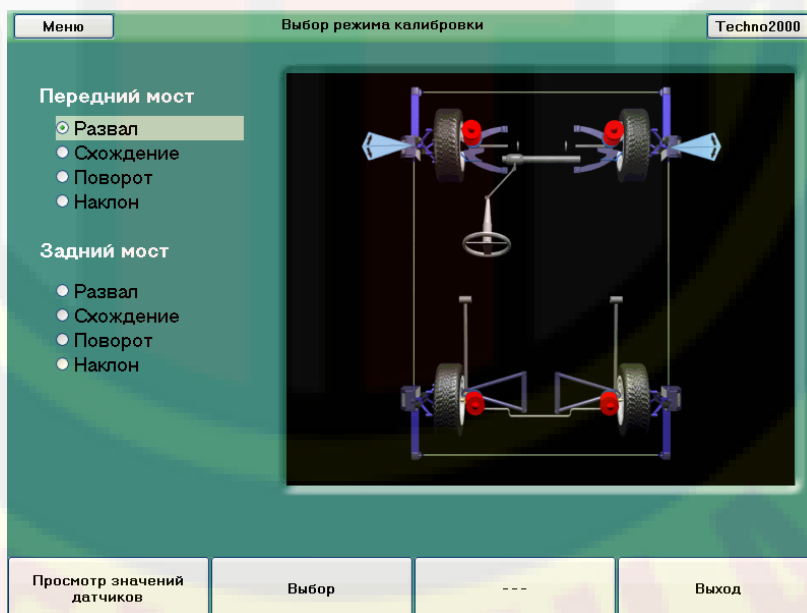 Меню
Выбор режима калибровки
Techno2000
Передний мост
Развал
Схождение
Поворот
Наклон
Задний мост
Развал
Схождение
Поворот
Наклон
Просмотр значений
датчиков
Выбор
---
Выход